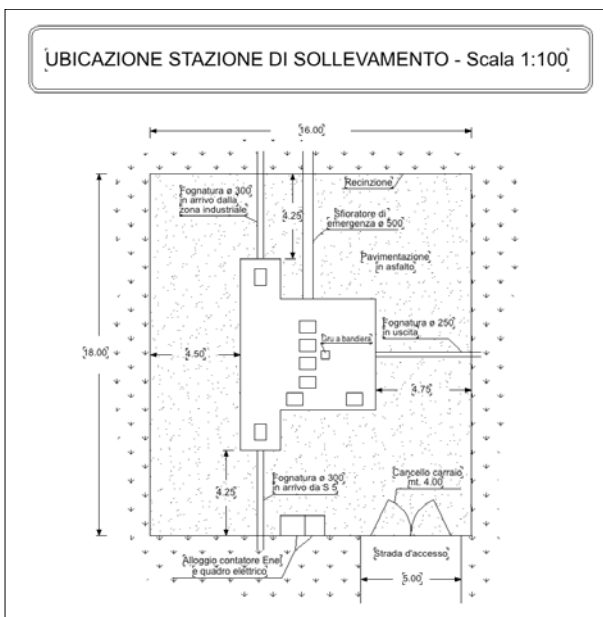 UBICAZIONE STAZIONE DI SOLLEVAMENTO - Scala 1:100
16.00
Fognatura ø 300
in arrivo dalla
zona industriale
4.25
Recinzione
Sfioratore di
emergenza ø 500
Pavimentazione
in asfalto
Fognatura ø 250
in uscita
Gru a bandiera
18.00
4.50
4.75
4.25
Fognatura ø 300
in arrivo da S 5
Cancello carraio
mt. 4.00
Alloggio contatore Enel
e quadro elettrico
Strada d'accesso
5.00